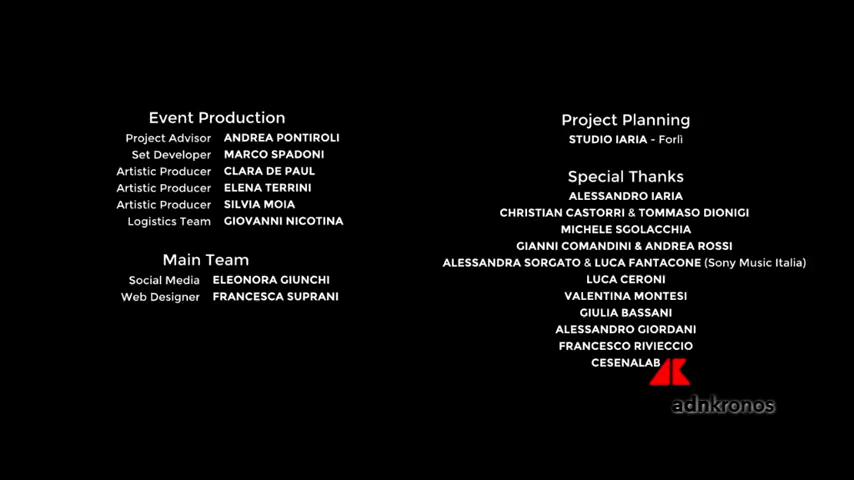 Event Production
Project Advisor ANDREA PONTIROLI
Set Developer MARCO SPADONI
Artistic Producer CLARA DE PAUL
Artistic Producer ELENA TERRINI
Artistic Producer SILVIA MOIA
Logistics Team GIOVANNI NICOTINA
Main Team
Social Media ELEONORA GIUNCHI
Web Designer FRANCESCA SUPRANI
Project Planning
STUDIO IARIA - Forlì
Special Thanks
ALESSANDRO IARIA
CHRISTIAN CASTORRI & TOMMASO DIONIGI
MICHELE SGOLACCHIA
GIANNI COMANDINI & ANDREA ROSSI
ALESSANDRA SORGATO & LUCA FANTACONE (Sony Music Italia)
LUCA CERONI
VALENTINA MONTESI
GIULIA BASSANI
ALESSANDRO GIORDANI
FRANCESCO RIVIECCIO
CESENALAB
adnkronos